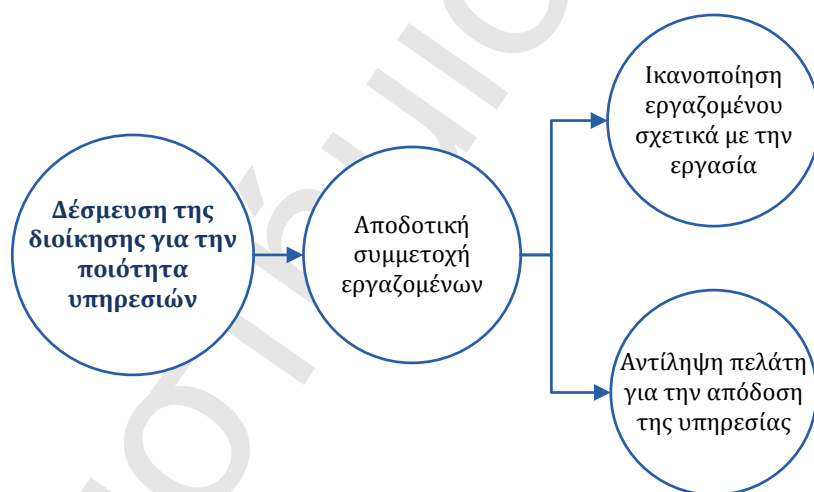 Δέσμευση της
διοίκησης για την
ποιότητα
υπηρεσιών
Αποδοτική
συμμετοχή
εργαζομένων
Ικανοποίηση
εργαζομένου
σχετικά με την
εργασία
Αντίληψη πελάτη
για την απόδοση
της υπηρεσίας